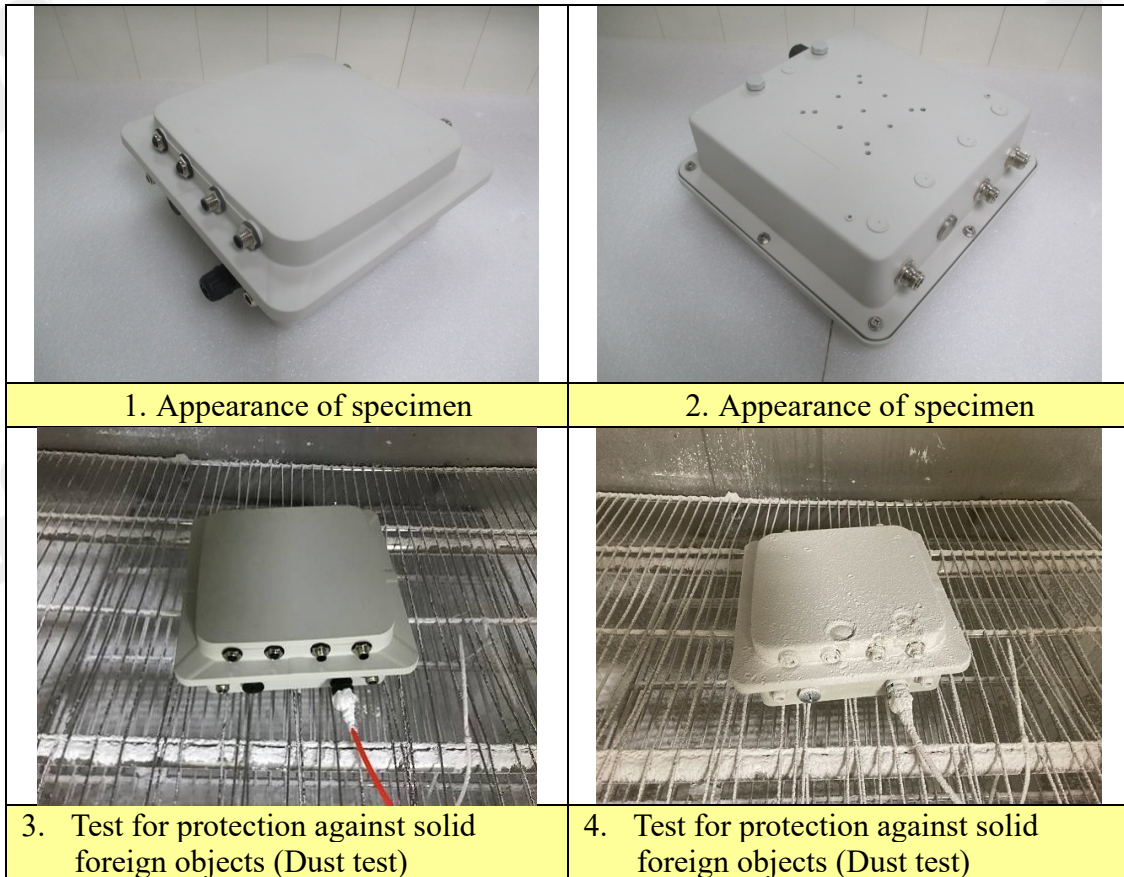 1. Appearance of specimen
2. Appearance of specimen
3. Test for protection against solid
foreign objects (Dust test)
4. Test for protection against solid
foreign objects (Dust test)